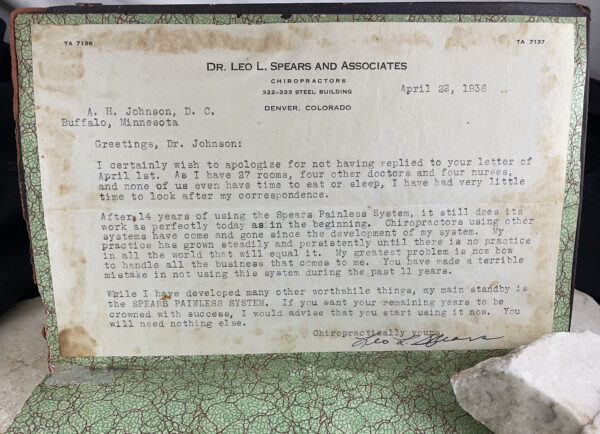 TA 7136
TA 7137
DR. LEO L. SPEARS AND ASSOCIATES
CHIROPRACTORS
322-333 STEEL BUILDING
DENVER, COLORADO
April 22, 1936
A. H. Johnson, D. C.
Buffalo, Minnesota
Greetings, Dr. Johnson:
I certainly wish to apologize for not having replied to your letter of
April 1st. As I have 27 rooms, four other doctors and four nurses,
and none of us even have time to eat or sleep, I have had very little
time to look after my correspondence.
After 14 years of using the Spears Painless System, it still does its
work as perfectly today as in the beginning. Chiropractors using other
systems have come and gone since the development of my system. My
practice has grown steadily and persistently until there is no practice
in all the world that will equal it. My greatest problem is now how
to handle all the business that comes to me. You have made a terrible
mistake in not using this system during the past 11 years.
While I have developed many other worthwhile things, my main standby is
the SPEARS PAINLESS SYSTEM. If you want your remaining years to be
crowned with success, I would advise that you start using it now. You
will need nothing else.
Chiropractically yours,
Leo L Spears